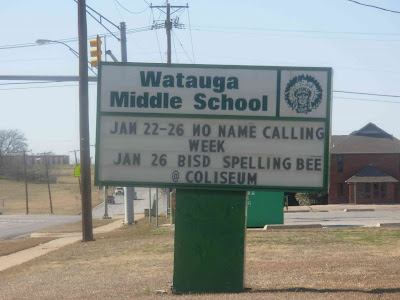 Watauga
Middle School
JAN 22-26 NO NAME CALLING
WEEK
JAN 26 BISD SPELLING BEE
@ COLISEUM